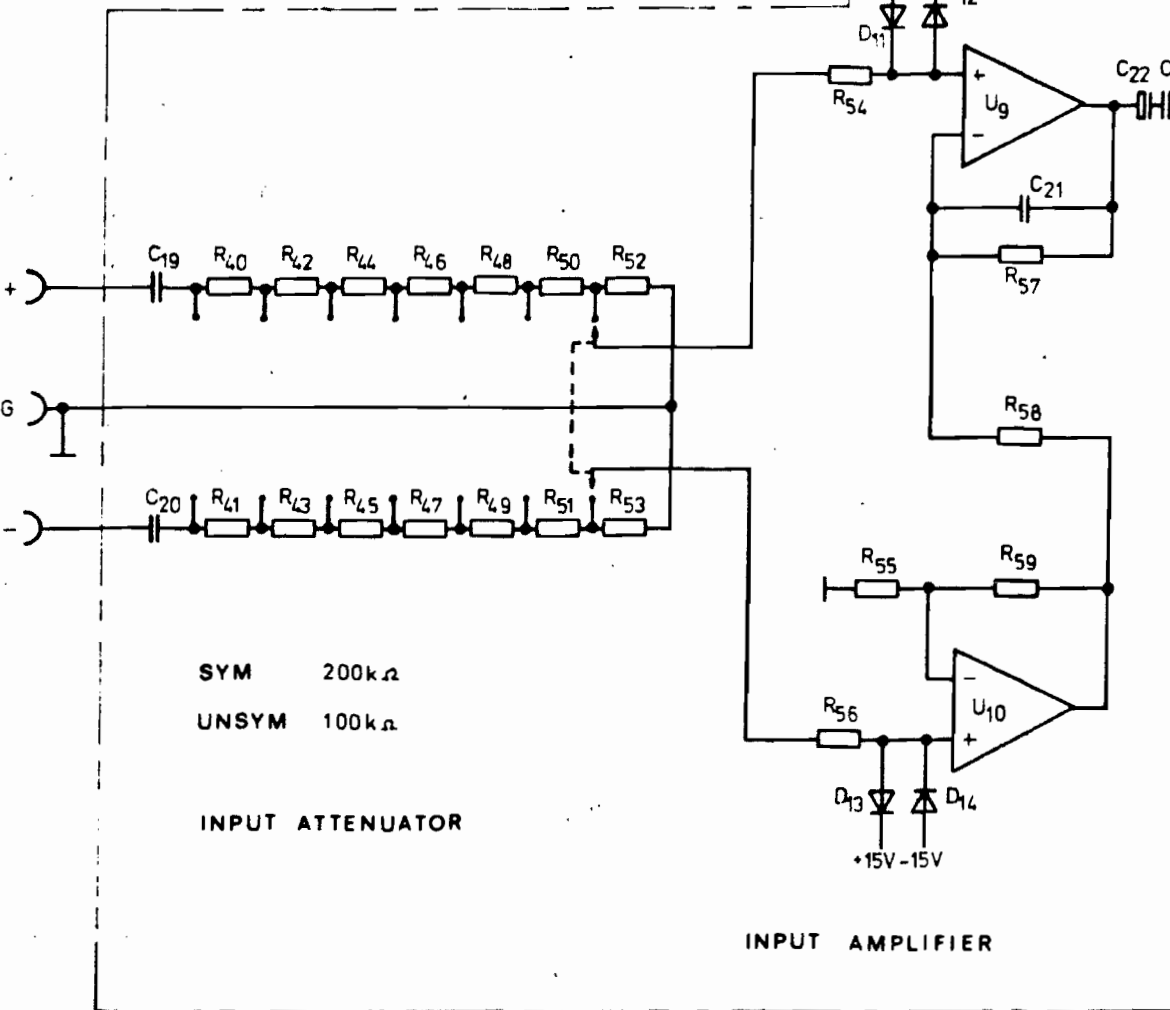 D11
+
U9
-
C22
R54
C21
R57
C19 R40 R42 R44 R46 R48 R50 R52
+
G
R58
C20 R41 R43 R45 R47 R49 R51 R53
-
R55 R59
SYM 200kΩ
UNSYM 100kΩ
R56
-
U10
+
D13 D14
+15V -15V
INPUT ATTENUATOR
INPUT AMPLIFIER